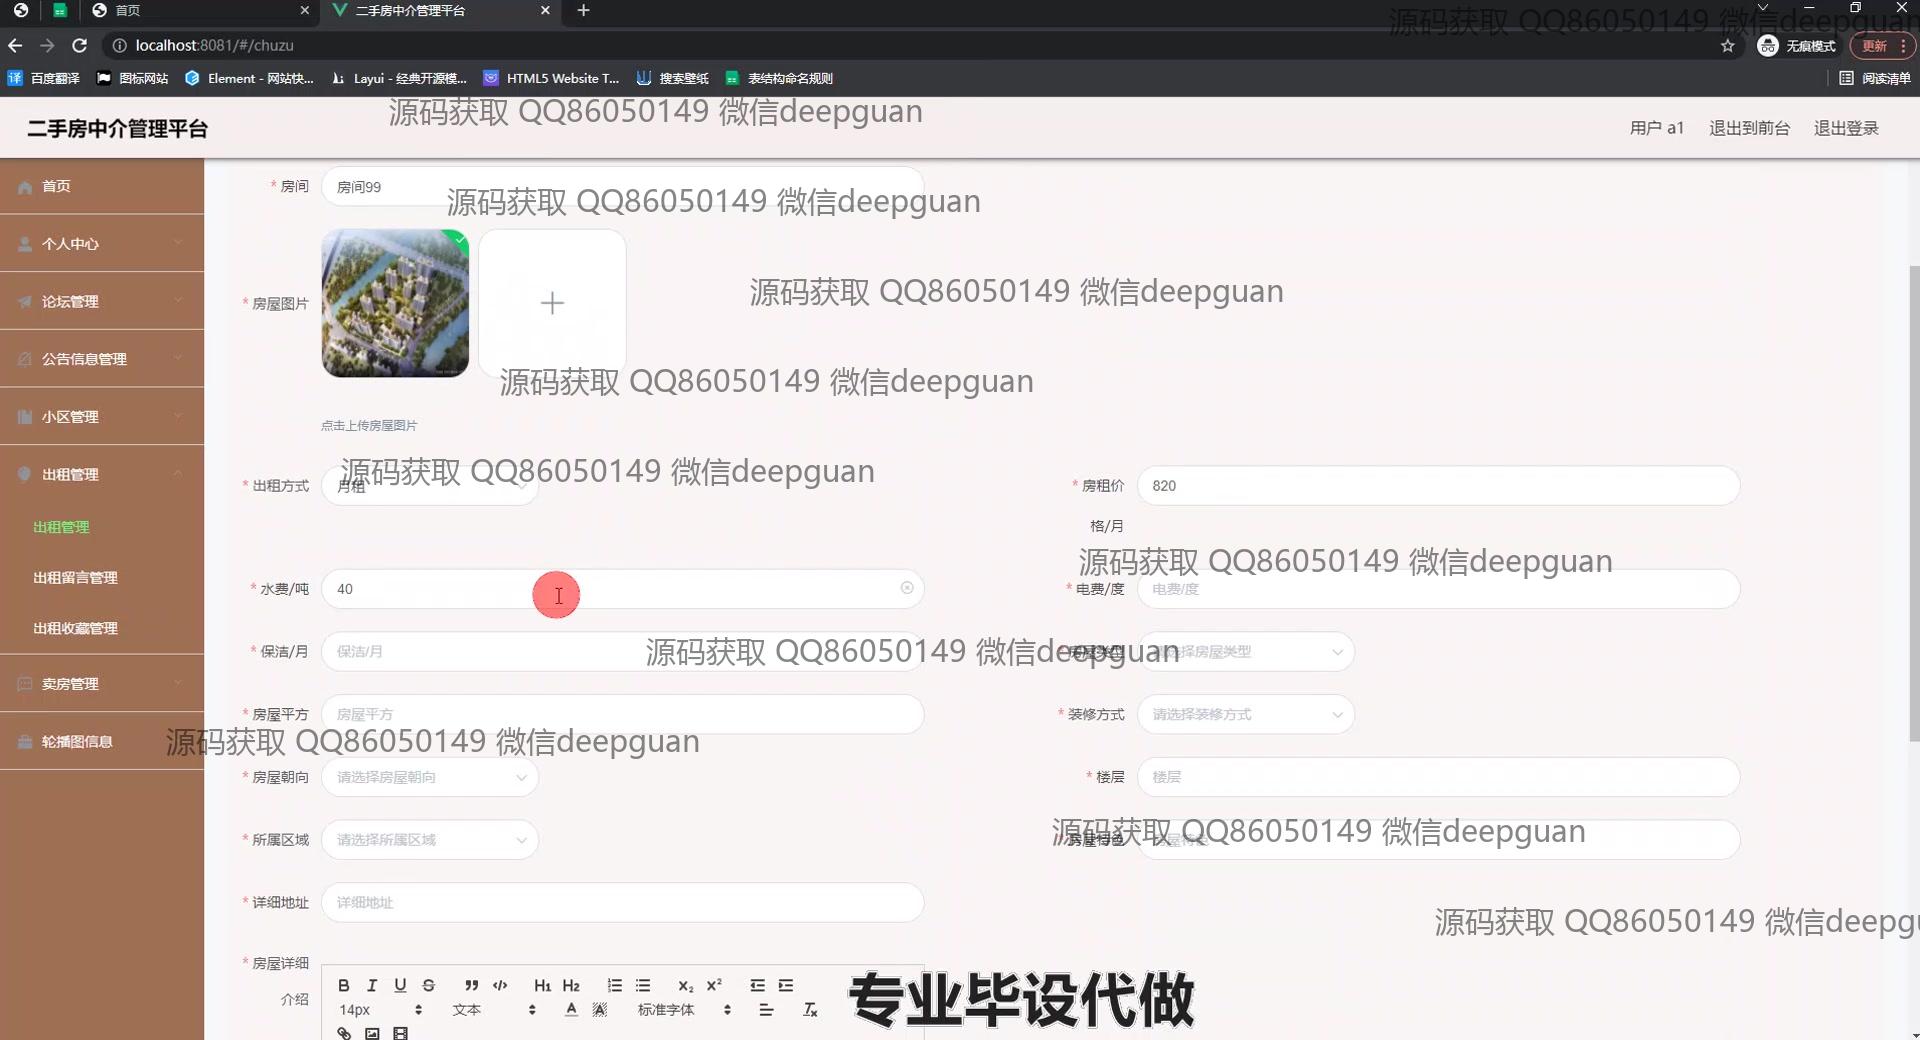 首页
二手房中介管理平台
源码获取 QQ86050149 微信deepguan
localhost:8081/#/chuzu
无痕模式
更新
百度翻译
图标网站
Element - 网站快...
Layui - 经典开源模...
HTML5 Website T...
搜索壁纸
表结构命名规则
阅读清单
源码获取 QQ86050149 微信deepguan
二手房中介管理平台
用户 a1
退出到前台
退出登录
首页
* 房间
房间99
源码获取 QQ86050149 微信deepguan
个人中心
论坛管理
* 房屋图片
源码获取 QQ86050149 微信deepguan
公告信息管理
源码获取 QQ86050149 微信deepguan
小区管理
点击上传房屋图片
出租管理
源码获取 QQ86050149 微信deepguan
* 出租方式
月租
* 房租价
820
格/月
出租管理
源码获取 QQ86050149 微信deepguan
出租留言管理
* 水费/吨
40
* 电费/度
电费/度
出租收藏管理
* 保洁/月
保洁/月
源码获取 QQ86050149 微信deepguan
* 房屋类型
请选择房屋类型
卖房管理
* 房屋平方
房屋平方
* 装修方式
请选择装修方式
轮播图信息
源码获取 QQ86050149 微信deepguan
* 房屋朝向
请选择房屋朝向
* 楼层
楼层
* 所属区域
请选择所属区域
源码获取 QQ86050149 微信deepguan
* 房屋特色
房屋特色
* 详细地址
详细地址
源码获取 QQ86050149 微信deepgu
* 房屋详细
介绍
B I U S H1 H2 X2 X²
14px
文本
标准字体
专业毕设代做